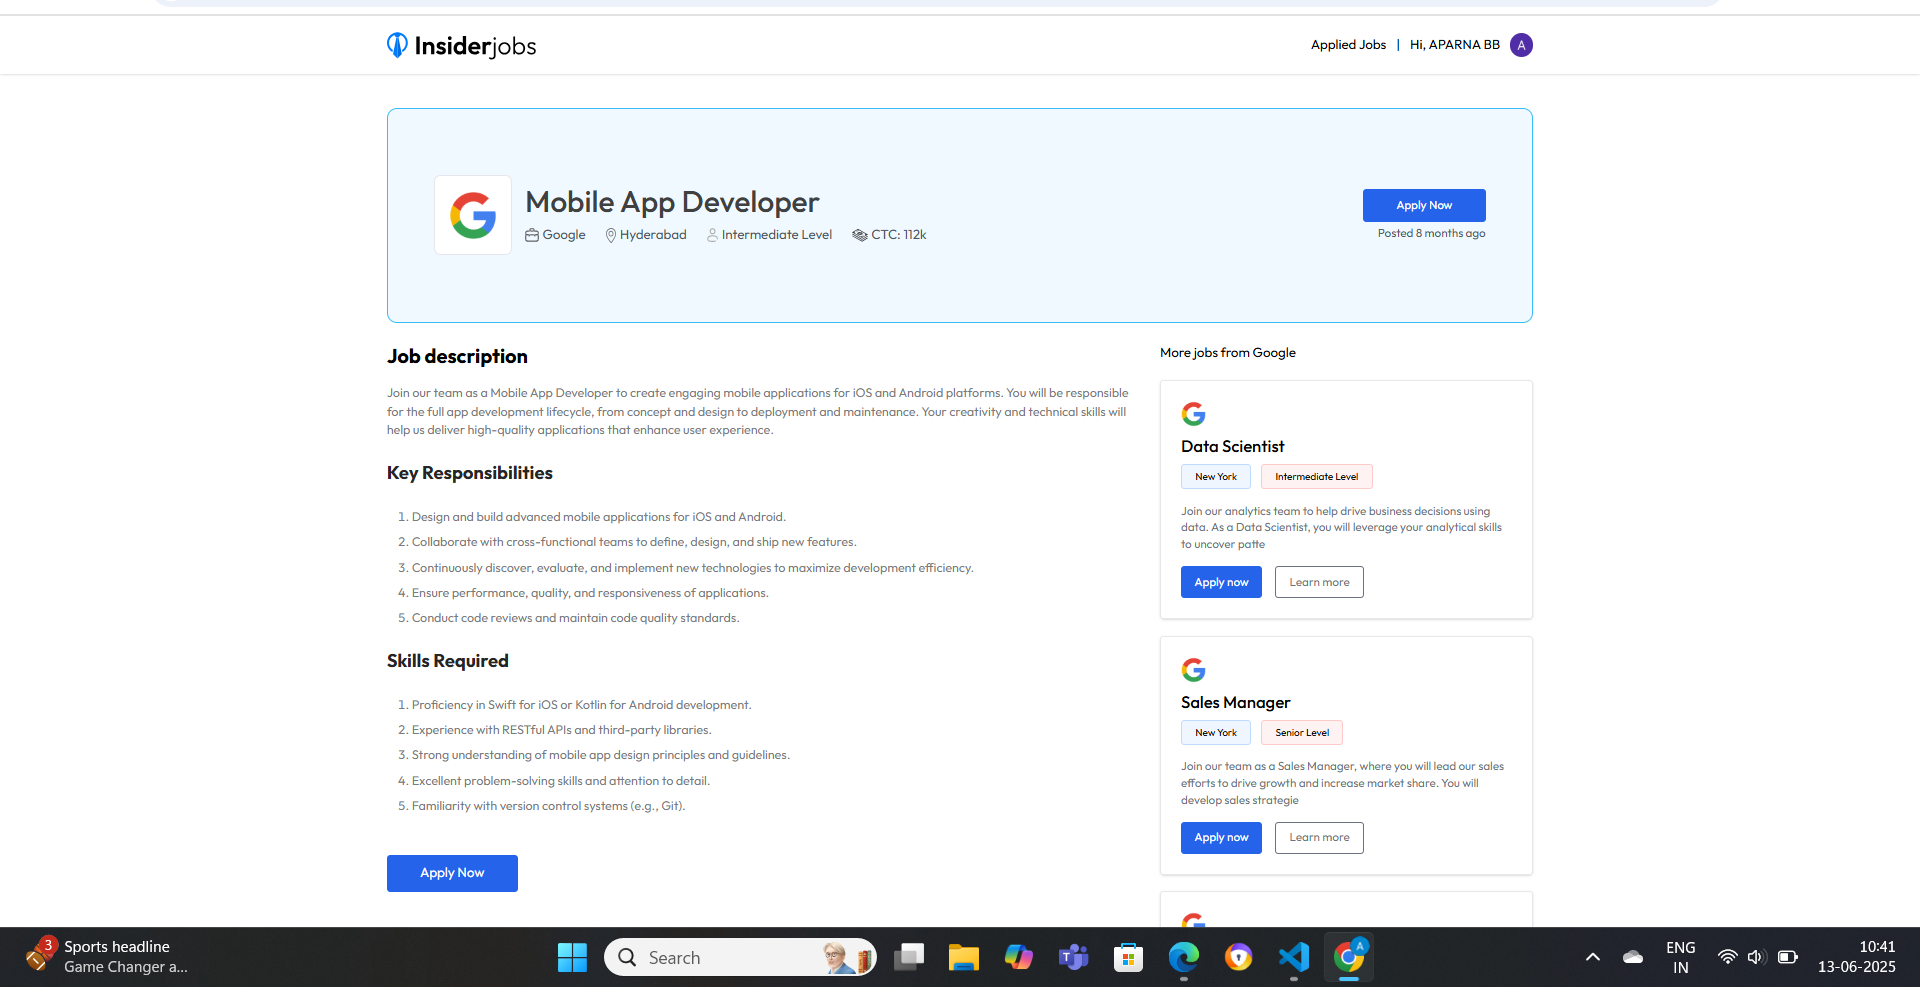 Insiderjobs
Applied Jobs | Hi, APARNA BB A
Mobile App Developer
Google Hyderabad Intermediate Level CTC: 112k
Apply Now
Posted 8 months ago
Job description
Join our team as a Mobile App Developer to create engaging mobile applications for iOS and Android platforms. You will be responsible
for the full app development lifecycle, from concept and design to deployment and maintenance. Your creativity and technical skills will
help us deliver high-quality applications that enhance user experience.
Key Responsibilities
1. Design and build advanced mobile applications for iOS and Android.
2. Collaborate with cross-functional teams to define, design, and ship new features.
3. Continuously discover, evaluate, and implement new technologies to maximize development efficiency.
4. Ensure performance, quality, and responsiveness of applications.
5. Conduct code reviews and maintain code quality standards.
Skills Required
1. Proficiency in Swift for iOS or Kotlin for Android development.
2. Experience with RESTful APIs and third-party libraries.
3. Strong understanding of mobile app design principles and guidelines.
4. Excellent problem-solving skills and attention to detail.
5. Familiarity with version control systems (e.g., Git).
Apply Now
More jobs from Google
Data Scientist
New York Intermediate Level
Join our analytics team to help drive business decisions using
data. As a Data Scientist, you will leverage your analytical skills
to uncover patte
Apply now Learn more
Sales Manager
New York Senior Level
Join our team as a Sales Manager, where you will lead our sales
efforts to drive growth and increase market share. You will
develop sales strategie
Apply now Learn more
3
Sports headline
Game Changer a...
Search
A
ENG
IN
10:41
13-06-2025